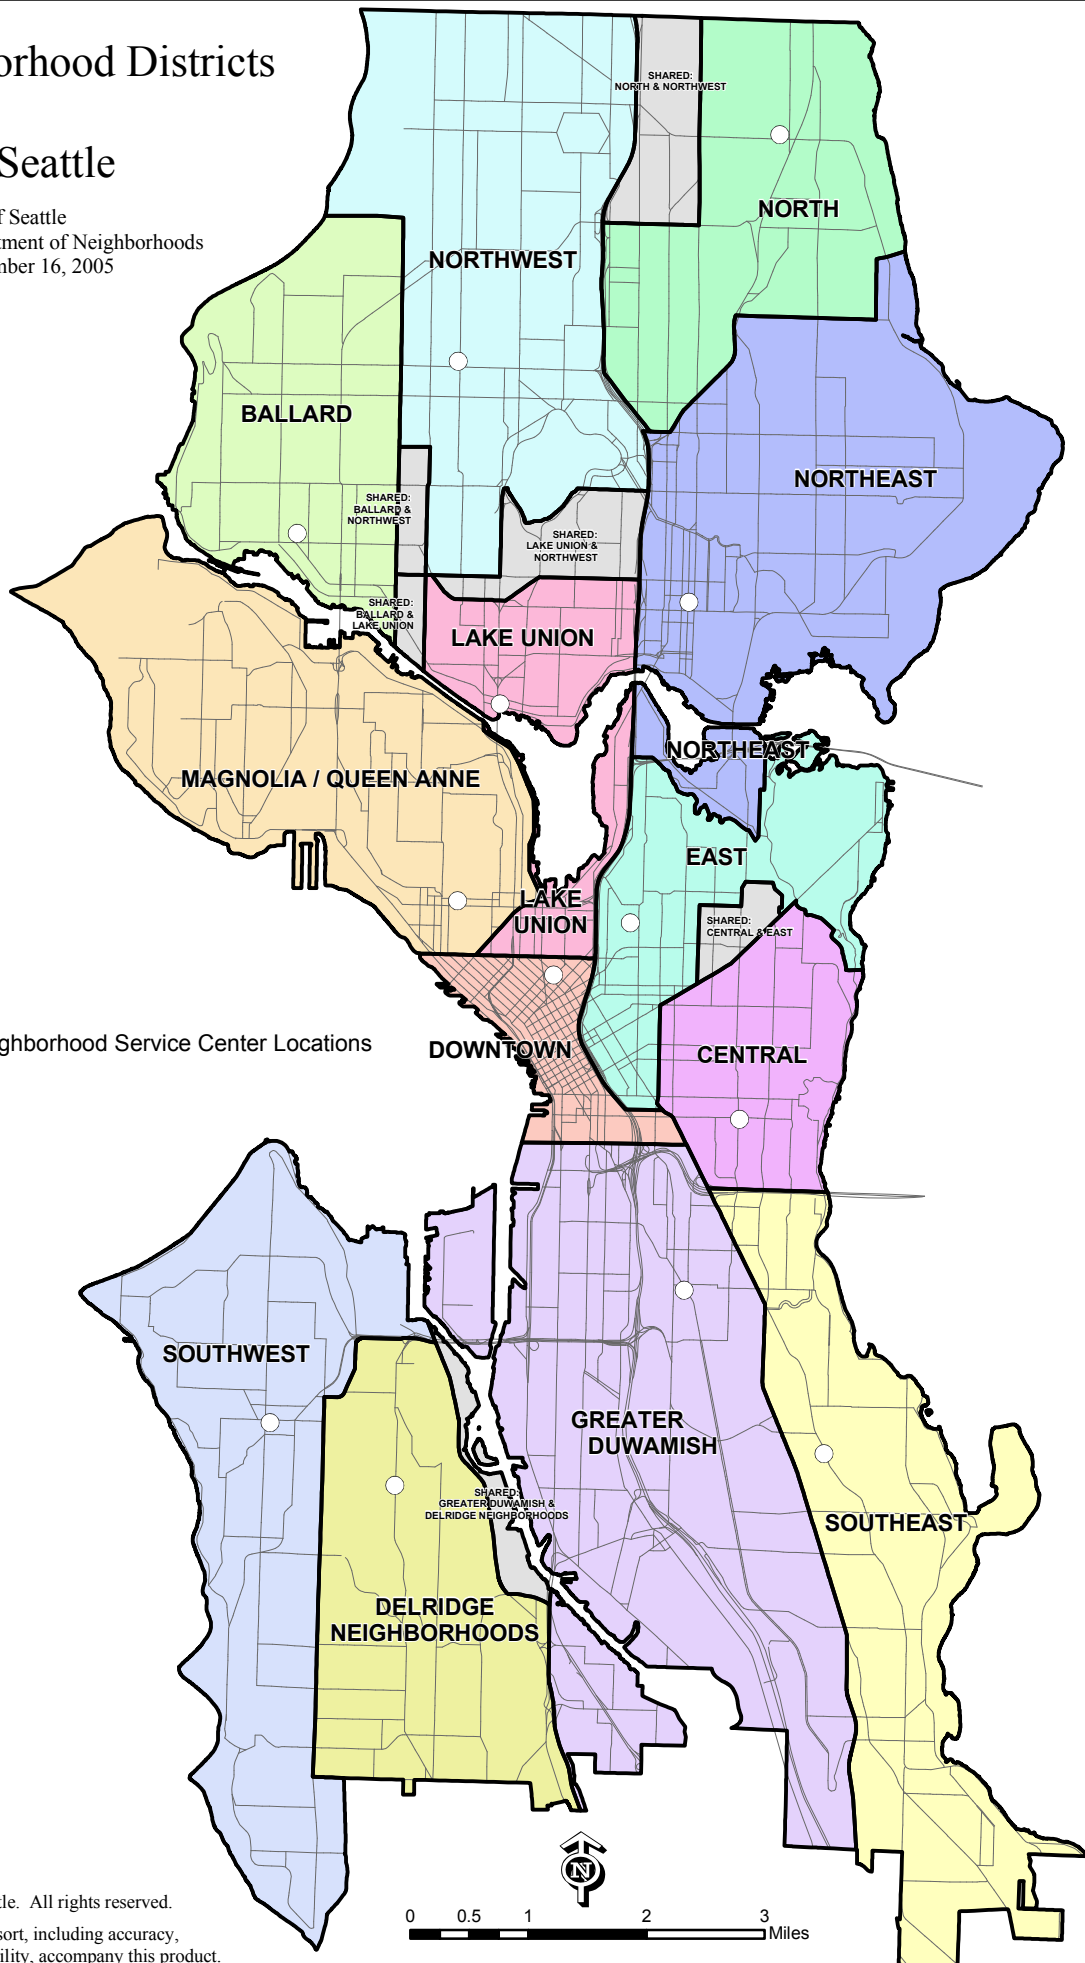 orhood Districts
Seattle
f Seattle
tment of Neighborhoods
nber 16, 2005
SHARED:
NORTH & NORTHWEST
NORTH
NORTHWEST
BALLARD
NORTHEAST
SHARED:
BALLARD &
NORTHWEST
SHARED:
LAKE UNION &
NORTHWEST
SHARED:
BALLARD &
LAKE UNION
LAKE UNION
NORTHEAST
MAGNOLIA / QUEEN ANNE
EAST
LAKE
UNION
SHARED:
CENTRAL & EAST
ghborhood Service Center Locations
DOWNTOWN
CENTRAL
SOUTHWEST
GREATER
DUWAMISH
SHARED:
GREATER DUWAMISH &
DELRIDGE NEIGHBORHOODS
SOUTHEAST
DELRIDGE
NEIGHBORHOODS
N
tle. All rights reserved.
sort, including accuracy,
ility, accompany this product.
0 0.5 1 2 3
Miles